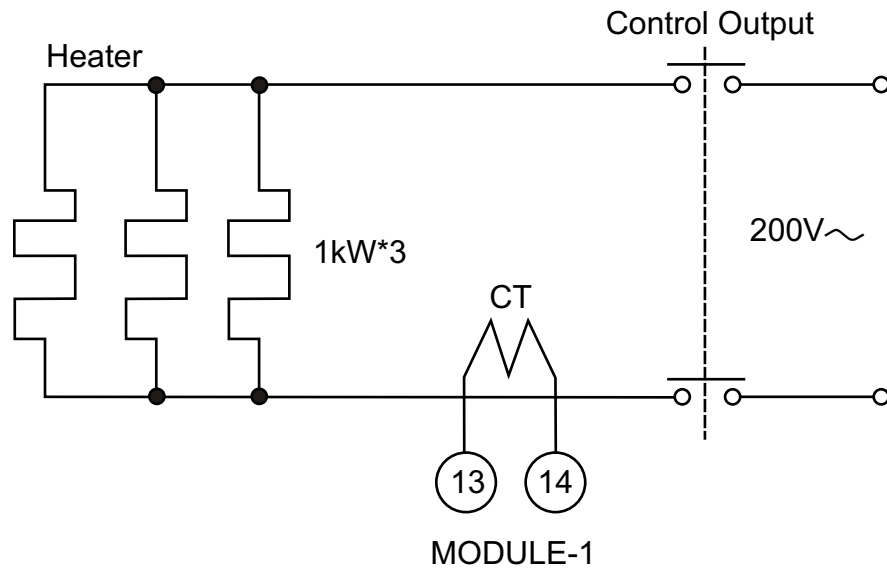 Control Output
Heater
200V～
1kW*3
CT
13
14
MODULE-1